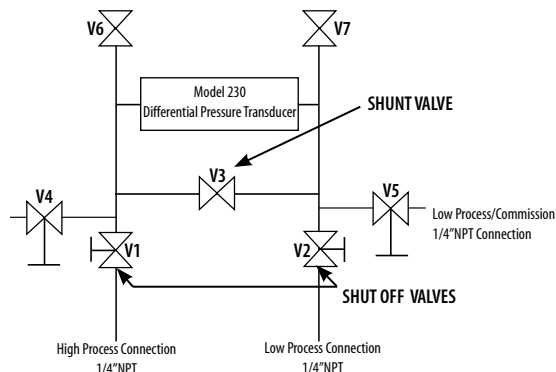 V6
V7
Model 230
Differential Pressure Transducer
SHUNT VALVE
V3
V4
V5
Low Process/Commission
1/4"NPT Connection
V1
V2
SHUT OFF VALVES
High Process Connection
1/4"NPT
Low Process Connection
1/4"NPT